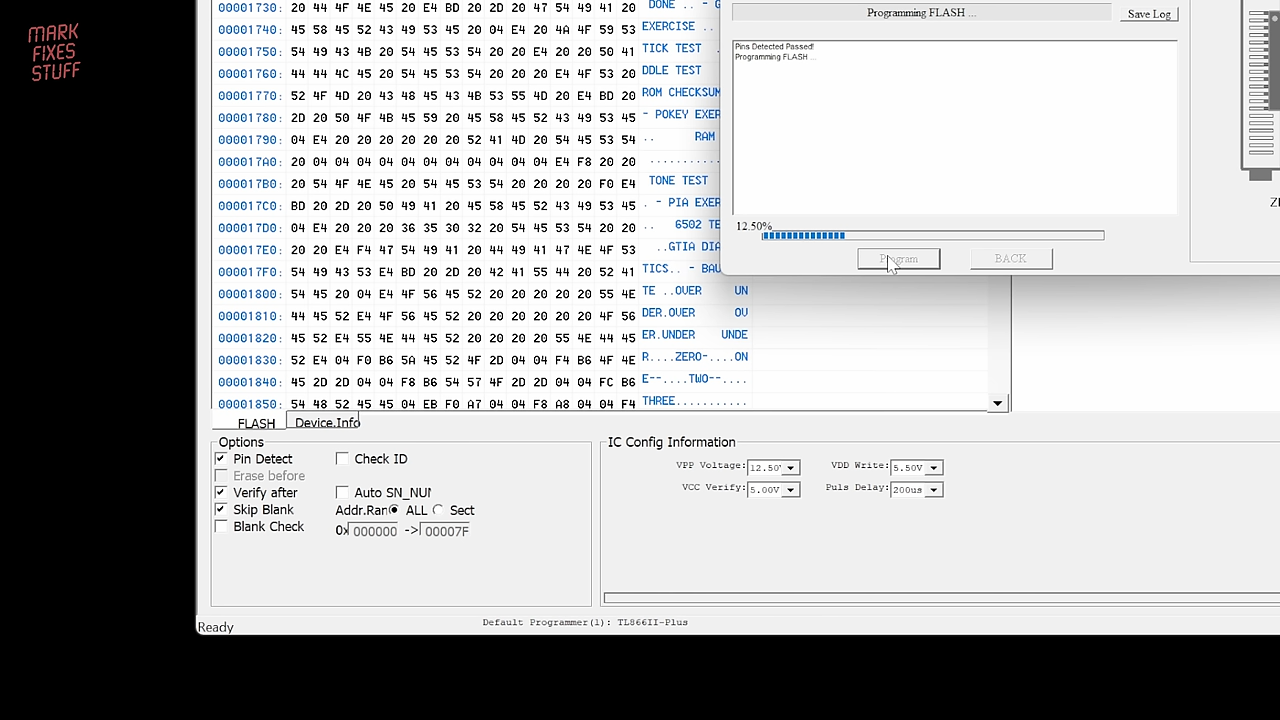 MARK
FIXES
STUFF
00001730: 20 44 4F 4E 45 20 E4 BD 20 2D 20 47 54 49 41 20 DONE .. - G
00001740: 45 58 45 52 43 49 53 45 20 04 E4 20 4A 4F 59 53 EXERCISE ..
00001750: 54 49 43 4B 20 54 45 53 54 20 20 E4 20 20 50 41 TICK TEST .
00001760: 44 44 4C 45 20 54 45 53 54 20 20 20 E4 4F 53 20 DDLE TEST
00001770: 52 4F 4D 20 43 48 45 43 4B 53 55 4D 20 E4 BD 20 ROM CHECKSUM
00001780: 2D 20 50 4F 4B 45 59 20 45 58 45 52 43 49 53 45 - POKEY EXER
00001790: 04 E4 20 20 20 20 20 20 52 41 4D 20 54 45 53 54 .. RAM
000017A0: 20 04 04 04 04 04 04 04 04 04 04 04 E4 F8 20 20 ...........
000017B0: 20 54 4F 4E 45 20 54 45 53 54 20 20 20 20 F0 E4 TONE TEST
000017C0: BD 20 2D 20 50 49 41 20 45 58 45 52 43 49 53 45 . - PIA EXER
000017D0: 04 E4 20 20 20 20 36 35 30 32 20 54 45 53 54 20 20 .. 6502 TE
000017E0: 20 20 E4 F4 47 54 49 41 20 44 49 41 47 4E 4F 53 ..GTIA DIA
000017F0: 54 49 43 53 E4 BD 20 2D 20 42 41 55 44 20 52 41 TICS.. - BAU
00001800: 54 45 20 04 E4 4F 56 45 52 20 20 20 20 20 55 4E TE ..OVER UN
00001810: 44 45 52 E4 4F 56 45 52 20 20 20 20 20 20 4F 56 DER.OVER OV
00001820: 45 52 E4 55 4E 44 45 52 20 20 20 20 55 4E 44 45 ER.UNDER UNDE
00001830: 52 E4 04 F0 B6 5A 45 52 4F 2D 04 04 F4 B6 4F 4E R....ZERO-....ON
00001840: 45 2D 2D 04 04 F8 B6 54 57 4F 2D 2D 04 04 FC B6 E--....TWO--....
00001850: 54 48 52 45 45 04 EB F0 A7 04 04 F8 A8 04 04 F4 THREE...........
Programming FLASH ...
Save Log
Pins Detected Passed!
Programming FLASH ...
12.50%
Program BACK
FLASH Device.Info
Options
Pin Detect Check ID
Erase before
Verify after Auto SN_NUM
Skip Blank Addr.Ran ALL Sect
Blank Check 0x 000000 -> 00007F
IC Config Information
VPP Voltage: 12.50V VDD Write: 5.50V
VCC Verify: 5.00V Puls Delay: 200us
Ready
Default Programmer(1): TL866II-Plus